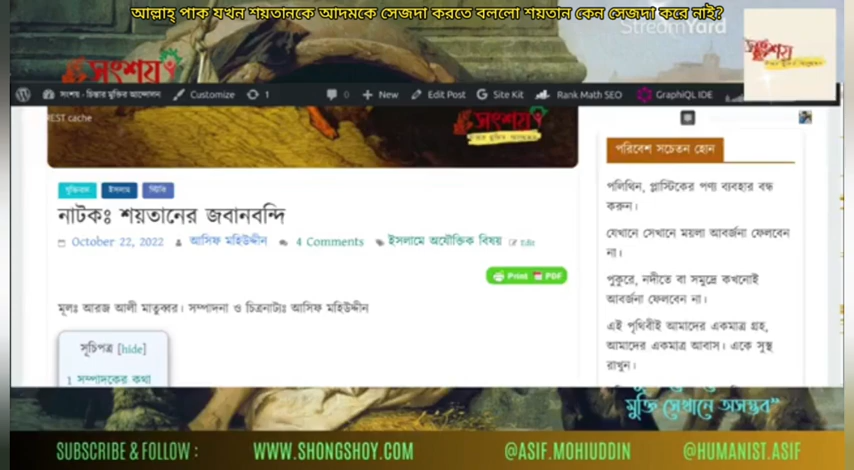 আল্লাহ্ পাক যখন শয়তানকে আদমকে সেজদা করতে বললো শয়তান কেন সেজদা করে নাই?
StreamYard
সংশয়
সংশয়
সংশয় - চিন্তার মুক্তির আন্দোলন Customize 1 0 New Edit Post Site Kit Rank Math SEO GraphiQL IDE
EST cache
সংশয়
পরিবেশ সচেতন হোন
পলিথিন, প্লাস্টিকের পণ্য ব্যবহার বন্ধ
করুন।
যেখানে সেখানে ময়লা আবর্জনা ফেলবেন
না।
পুকুরে, নদীতে বা সমুদ্রে কখনোই
আবর্জনা ফেলবেন না।
এই পৃথিবীই আমাদের একমাত্র গ্রহ,
আমাদের একমাত্র আবাস। একে সুস্থ
রাখুন।
যুক্তিবাদ ইসলাম স্টিকি
নাটকঃ শয়তানের জবানবন্দি
October 22, 2022 আসিফ মহিউদ্দীন 4 Comments ইসলামে অযৌক্তিক বিষয় Edit
Print PDF
মূলঃ আরজ আলী মাতুব্বর। সম্পাদনা ও চিত্রনাট্যঃ আসিফ মহিউদ্দীন
সূচিপত্র [hide]
1 সম্পাদকের কথা
মুক্তি সেখানে অসম্ভব”
SUBSCRIBE & FOLLOW : WWW.SHONGSHOY.COM @ASIF.MOHIUDDIN @HUMANIST.ASIF